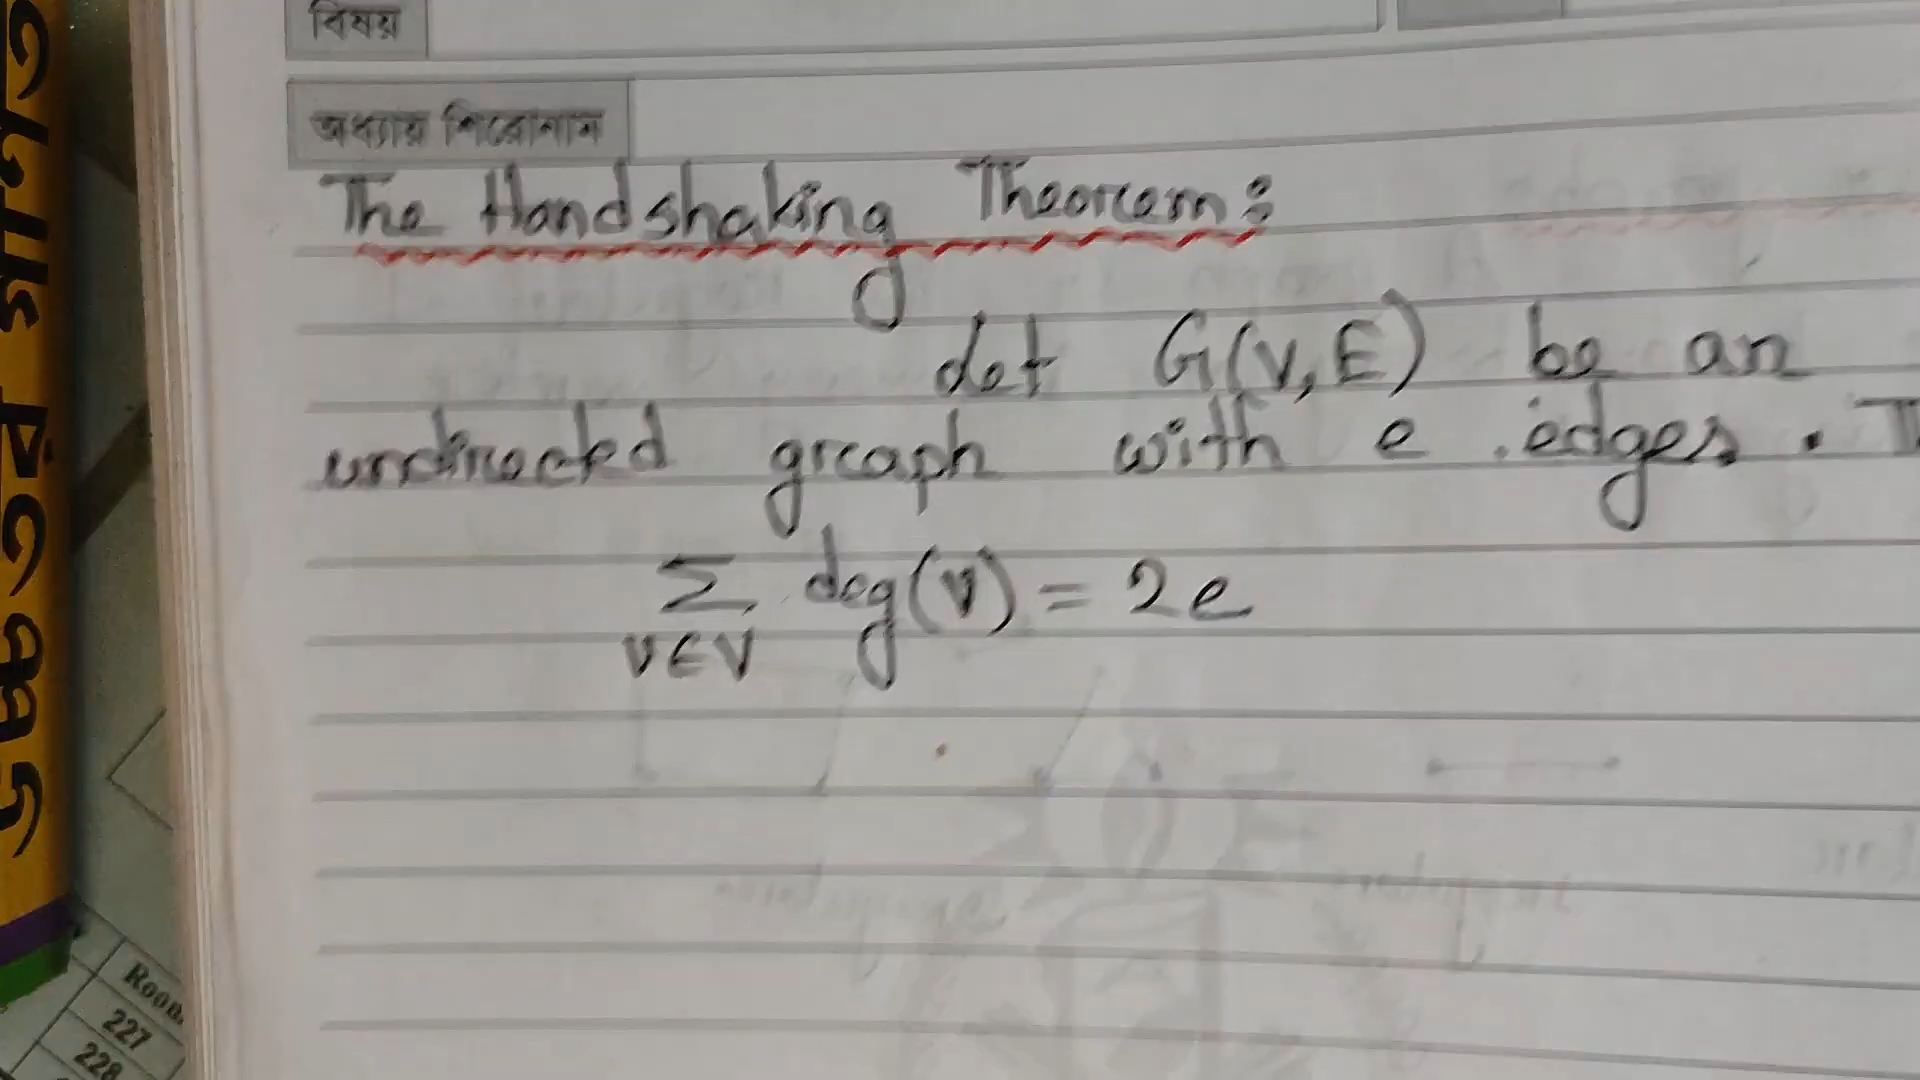 বিষয়
অধ্যায় শিরোনাম
The Handshaking Theorem:
Let G(V,E) be an
undirected graph with e edges. T
∑ deg(v) = 2e
v∈V
Room
227
228